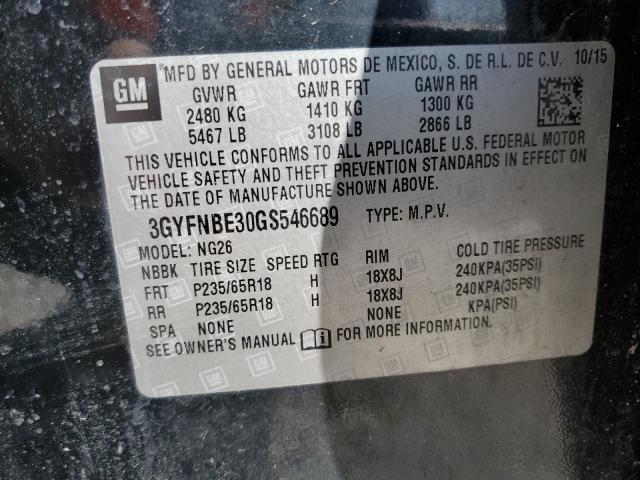 GM
*MFD BY GENERAL MOTORS DE MEXICO, S. DE R.L. DE C.V. 10/15
GVWR GAWR FRT GAWR RR
2480 KG 1410 KG 1300 KG
5467 LB 3108 LB 2866 LB
THIS VEHICLE CONFORMS TO ALL APPLICABLE U.S. FEDERAL MOTOR
VEHICLE SAFETY AND THEFT PREVENTION STANDARDS IN EFFECT ON
THE DATE OF MANUFACTURE SHOWN ABOVE.
3GYFNBE30GS546689 TYPE: M.P.V.
MODEL: NG26
NBBK TIRE SIZE SPEED RTG RIM COLD TIRE PRESSURE
FRT P235/65R18 H 18X8J 240KPA(35PSI)
RR P235/65R18 H 18X8J 240KPA(35PSI)
SPA NONE NONE KPA(PSI)
SEE OWNER'S MANUAL i FOR MORE INFORMATION.